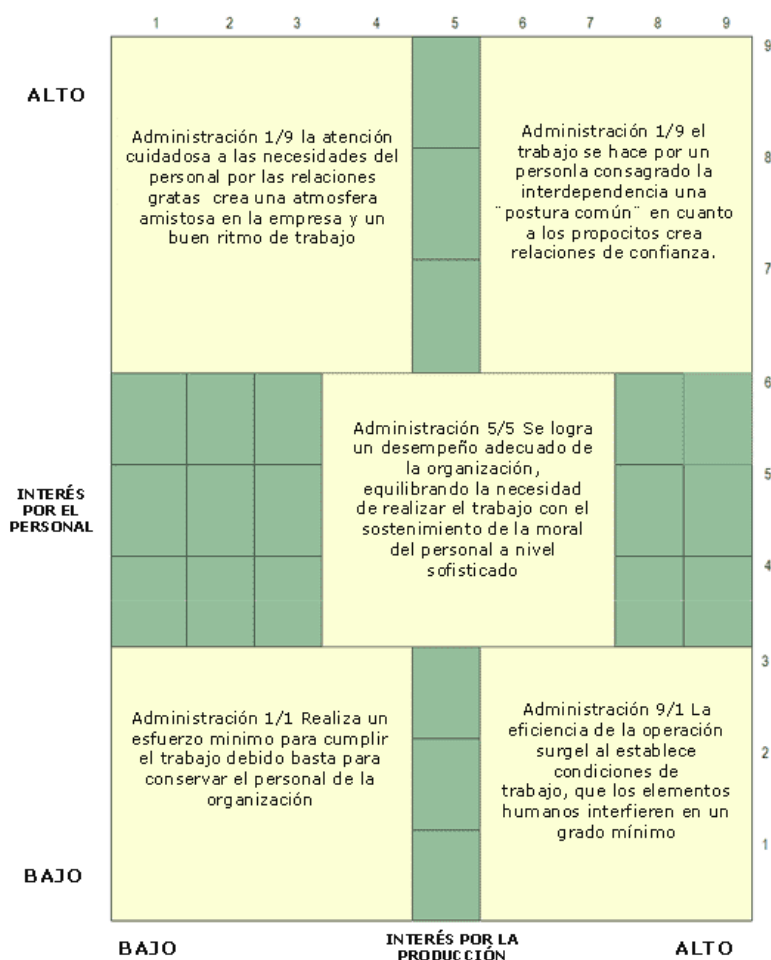 1 2 3 4 5 6 7 8 9
ALTO
Administración 1/9 la atención
cuidadosa a las necesidades del
personal por las relaciones
gratas crea una atmosfera
amistosa en la empresa y un
buen ritmo de trabajo
Administración 1/9 el
trabajo se hace por un
personla consagrado la
interdependencia una
¨postura común¨ en cuanto
a los propocitos crea
relaciones de confianza.
9
8
7
6
5
4
3
2
1
INTERÉS
POR EL
PERSONAL
Administración 5/5 Se logra
un desempeño adecuado de
la organización,
equilibrando la necesidad
de realizar el trabajo con el
sostenimiento de la moral
del personal a nivel
sofisticado
Administración 1/1 Realiza un
esfuerzo minimo para cumplir
el trabajo debido basta para
conservar el personal de la
organización
Administración 9/1 La
eficiencia de la operación
surgel al establece
condiciones de
trabajo, que los elementos
humanos interfieren en un
grado mínimo
BAJO
BAJO
INTERÉS POR LA
PRODUCCIÓN
ALTO